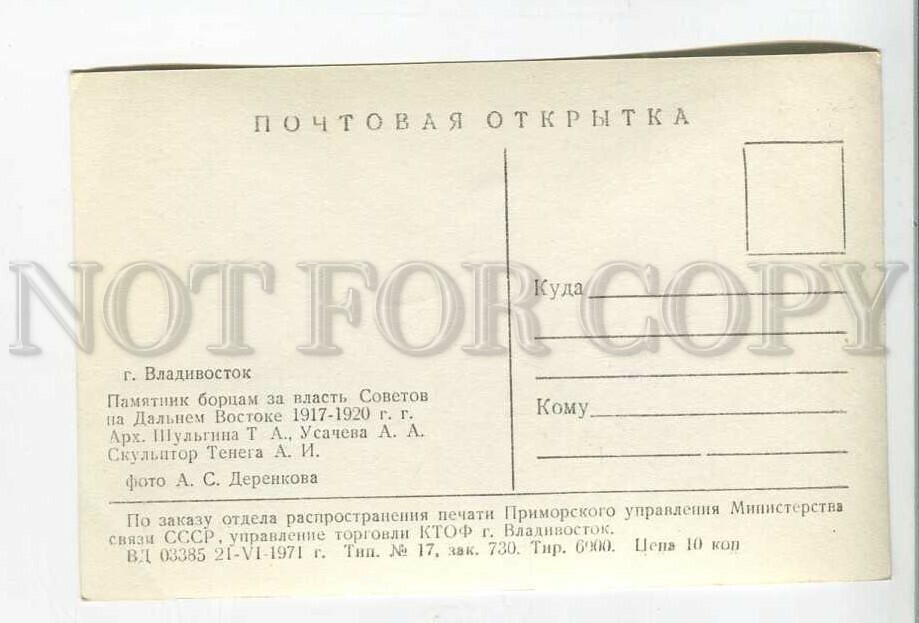 ПОЧТОВАЯ ОТКРЫТКА
NOT FOR COPY
Куда
Кому
г. Владивосток
Памятник борцам за власть Советов
на Дальнем Востоке 1917-1920 г. г.
Арх. Шульгина Т А., Усачева А. А.
Скульптор Тенега А. И.
фото А. С. Деренкова
По заказу отдела распространения печати Приморского управления Министерства
связи СССР, управление торговли КТОФ г. Владивосток.
ВД 03385 21-VI-1971 г. Тип. № 17, зак. 730. Тир. 6000. Цена 10 коп